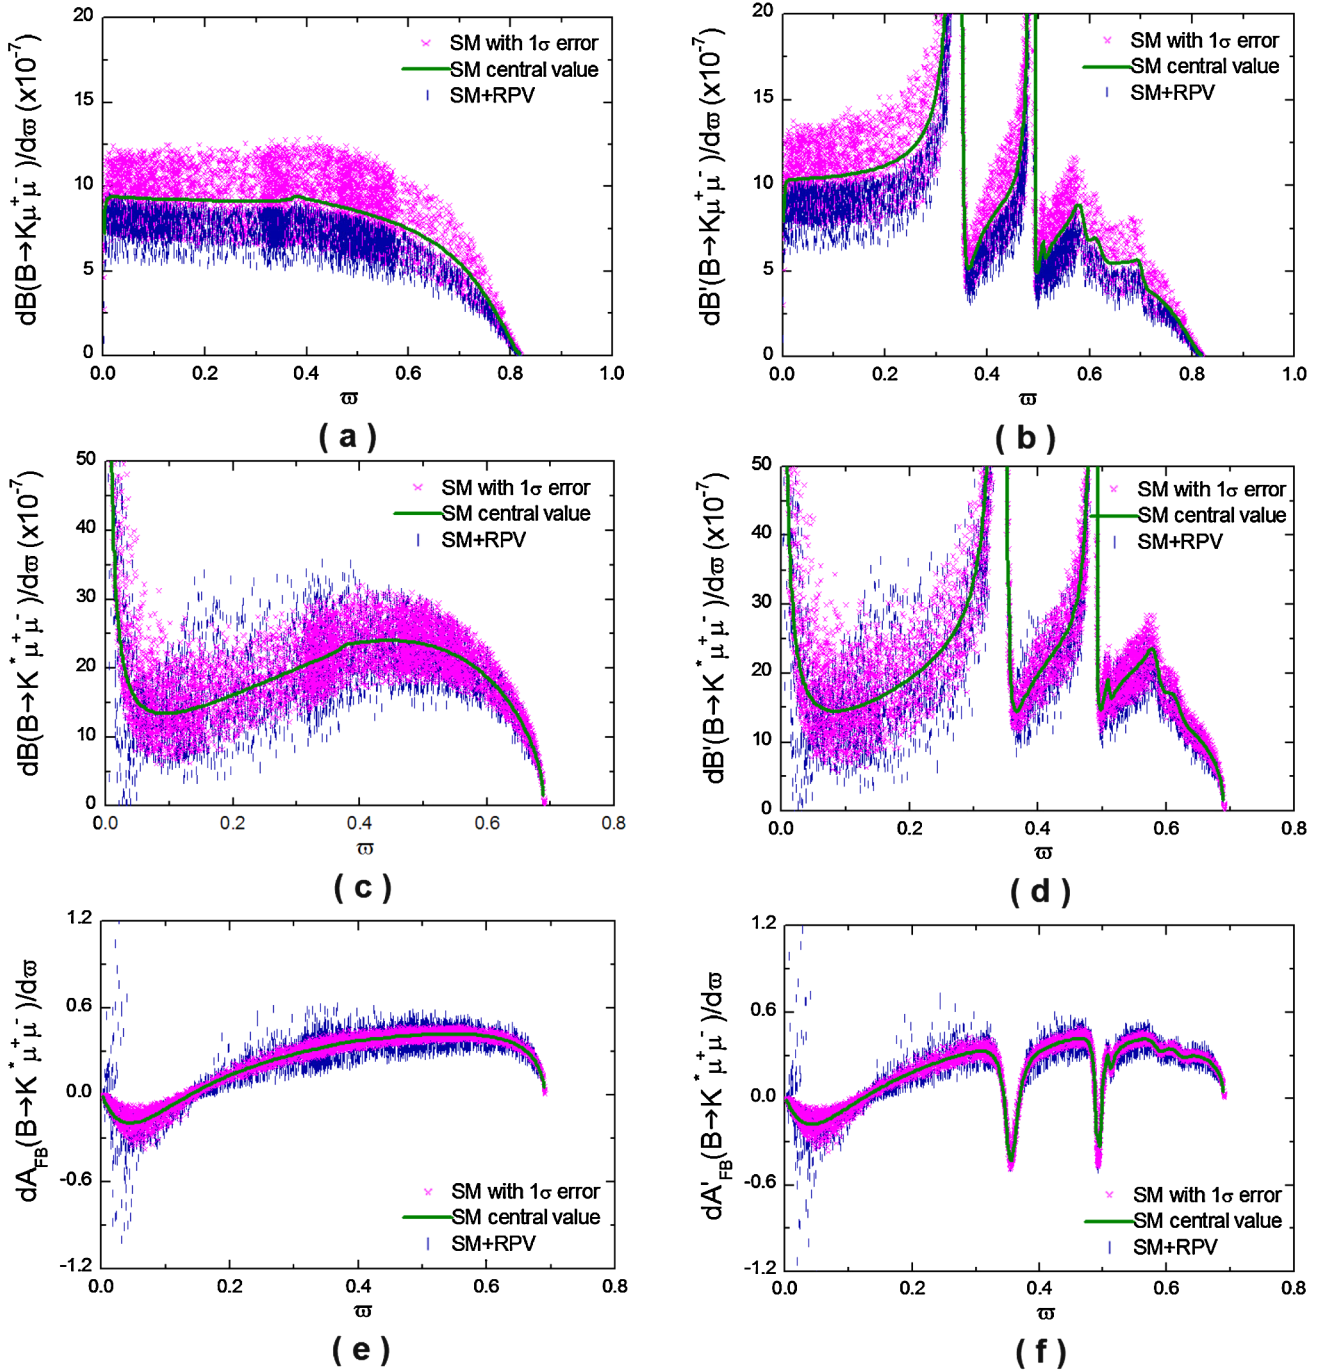 dB(B→Kμ⁺μ⁻)/dϖ (x10⁻⁷)
20
15
10
5
0
SM with 1σ error
SM central value
SM+RPV
0.0 0.2 0.4 0.6 0.8 1.0
ϖ
( a )
dB'(B→Kμ⁺μ⁻)/dϖ (x10⁻⁷)
20
15
10
5
0
SM with 1σ error
SM central value
SM+RPV
0.0 0.2 0.4 0.6 0.8 1.0
ϖ
( b )
dB(B→K*μ⁺μ⁻)/dϖ (x10⁻⁷)
50
40
30
20
10
0
SM with 1σ error
SM central value
SM+RPV
0.0 0.2 0.4 0.6 0.8
ϖ
( c )
dB'(B→K*μ⁺μ⁻)/dϖ (x10⁻⁷)
50
40
30
20
10
0
SM with 1σ error
SM central value
SM+RPV
0.0 0.2 0.4 0.6 0.8
ϖ
( d )
dA_FB(B→K*μ⁺μ⁻)/dϖ
1.2
0.6
0.0
-0.6
-1.2
SM with 1σ error
SM central value
SM+RPV
0.0 0.2 0.4 0.6 0.8
ϖ
( e )
dA'_FB(B→K*μ⁺μ⁻)/dϖ
1.2
0.6
0.0
-0.6
-1.2
SM with 1σ error
SM central value
SM+RPV
0.0 0.2 0.4 0.6 0.8
ϖ
( f )